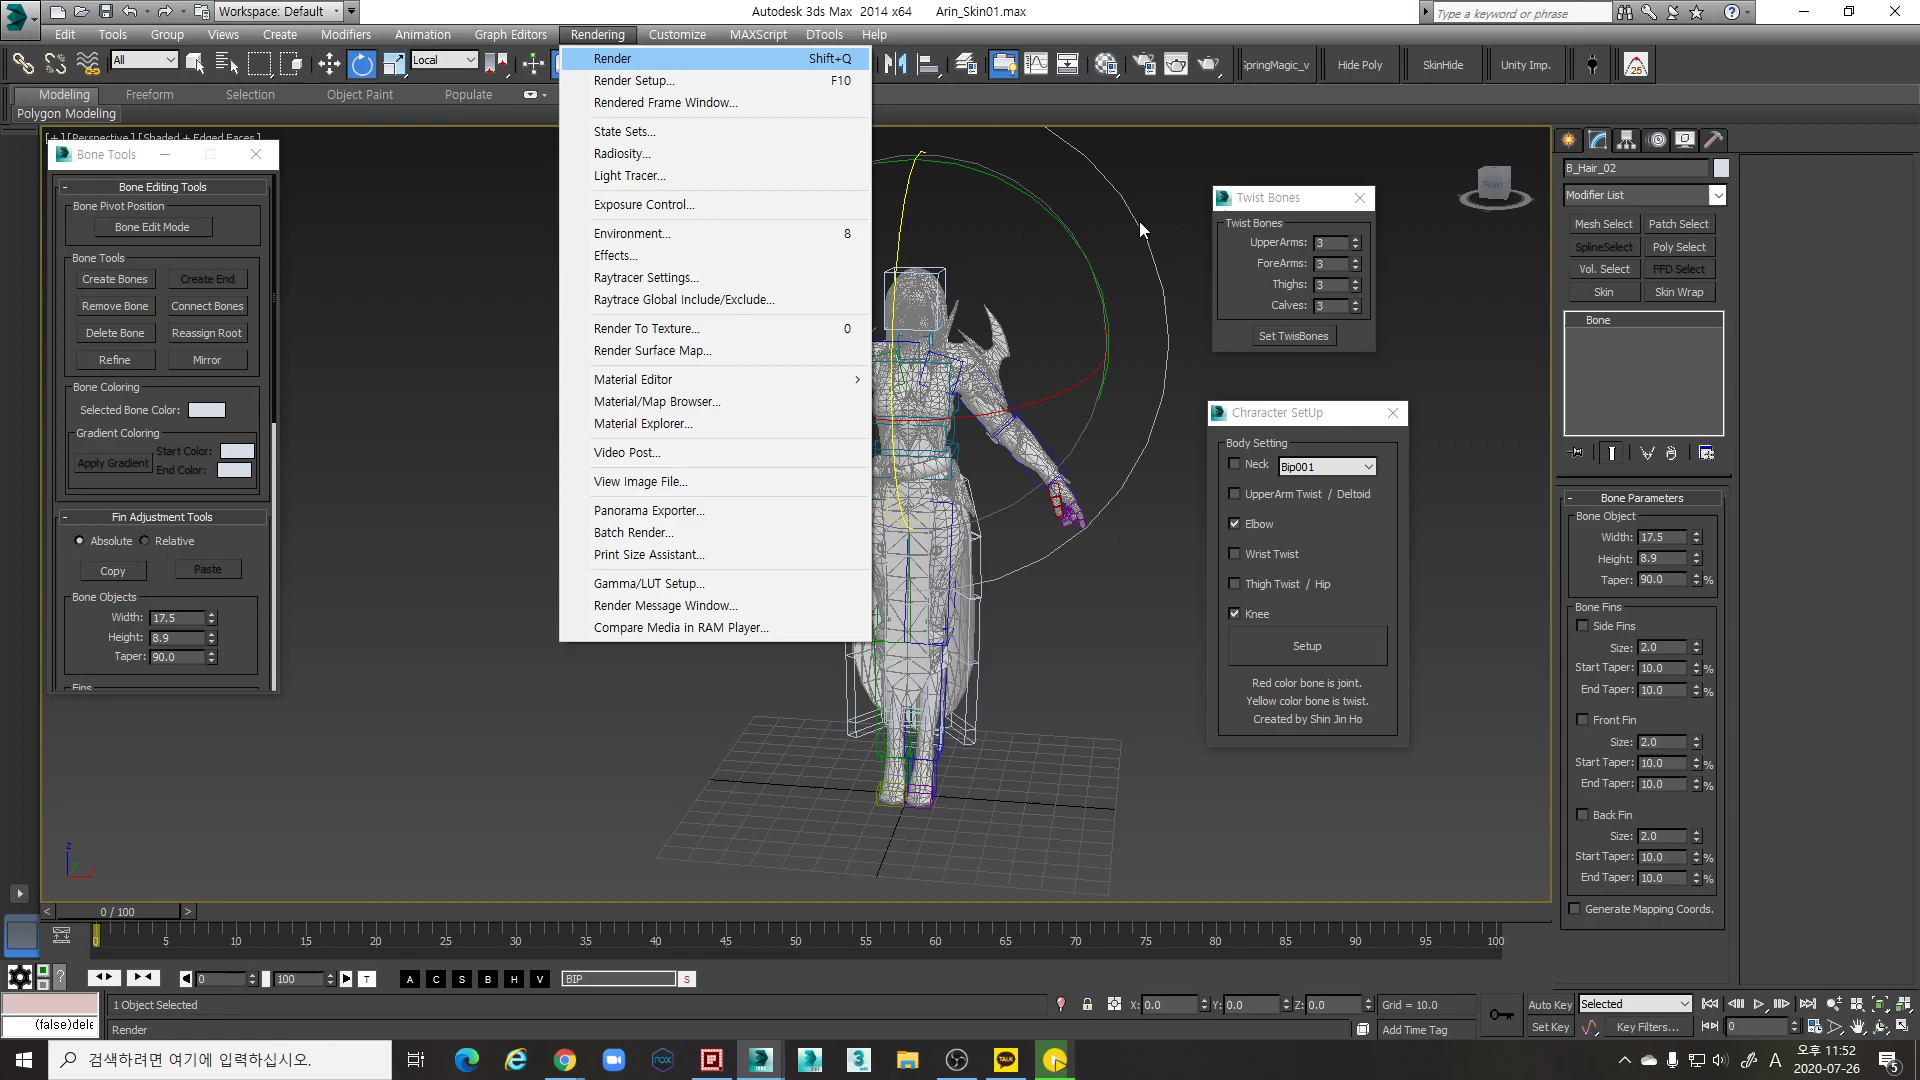 Workspace: Default
Autodesk 3ds Max  2014 x64    Arin_Skin01.max
Type a keyword or phrase
Edit Tools Group Views Create Modifiers Animation Graph Editors Rendering Customize MAXScript DTools Help
All
Local
SpringMagic_v
Hide Poly
SkinHide
Unity Imp.
25
Modeling Freeform Selection Object Paint Populate
Polygon Modeling
[+][Perspective][Shaded + Edged Faces]
Render Shift+Q
Render Setup... F10
Rendered Frame Window...
State Sets...
Radiosity...
Light Tracer...
Exposure Control...
Environment... 8
Effects...
Raytracer Settings...
Raytrace Global Include/Exclude...
Render To Texture... 0
Render Surface Map...
Material Editor
Material/Map Browser...
Material Explorer...
Video Post...
View Image File...
Panorama Exporter...
Batch Render...
Print Size Assistant...
Gamma/LUT Setup...
Render Message Window...
Compare Media in RAM Player...
Bone Tools
- Bone Editing Tools
Bone Pivot Position
Bone Edit Mode
Bone Tools
Create Bones Create End
Remove Bone Connect Bones
Delete Bone Reassign Root
Refine Mirror
Bone Coloring
Selected Bone Color:
Gradient Coloring
Apply Gradient Start Color:
End Color:
- Fin Adjustment Tools
Absolute Relative
Copy Paste
Bone Objects
Width: 17.5
Height: 8.9
Taper: 90.0
Fins
Twist Bones
Twist Bones
UpperArms: 3
ForeArms: 3
Thighs: 3
Calves: 3
Set TwisBones
Chraracter SetUp
Body Setting
Neck Bip001
UpperArm Twist / Deltoid
Elbow
Wrist Twist
Thigh Twist / Hip
Knee
Setup
Red color bone is joint.
Yellow color bone is twist.
Created by Shin Jin Ho
FRONT
B_Hair_02
Modifier List
Mesh Select Patch Select
SplineSelect Poly Select
Vol. Select FFD Select
Skin Skin Wrap
Bone
- Bone Parameters
Bone Object
Width: 17.5
Height: 8.9
Taper: 90.0 %
Bone Fins
Side Fins
Size: 2.0
Start Taper: 10.0 %
End Taper: 10.0 %
Front Fin
Size: 2.0
Start Taper: 10.0 %
End Taper: 10.0 %
Back Fin
Size: 2.0
Start Taper: 10.0 %
End Taper: 10.0 %
Generate Mapping Coords.
z
y
x
< 0 / 100 >
0 5 10 15 20 25 30 35 40 45 50 55 60 65 70 75 80 85 90 95 100
? 0 100 T A C S B H V BIP S
1 Object Selected X: 0.0 Y: 0.0 Z: 0.0 Grid = 10.0 Auto Key Selected
(false)dele Render Add Time Tag Set Key Key Filters... 0
검색하려면 여기에 입력하십시오.
TALK
A
오후 11:52
2020-07-26
5